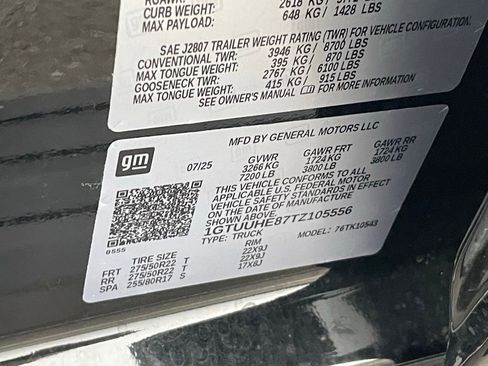 CURB WEIGHT: 2618 KG /
MAX PAYLOAD: 648 KG / 1428 LBS
SAE J2807 TRAILER WEIGHT RATING (TWR) FOR VEHICLE CONFIGURATION.
CONVENTIONAL TWR: 3946 KG / 8700 LBS
MAX TONGUE WEIGHT: 395 KG / 870 LBS
GOOSENECK TWR: 2767 KG / 6100 LBS
MAX TONGUE WEIGHT: 415 KG / 915 LBS
SEE OWNER'S MANUAL FOR MORE INFORMATION.
gm
MFD BY GENERAL MOTORS LLC
07/25 GVWR GAWR FRT GAWR RR
3266 KG 1724 KG 1724 KG
7200 LB 3800 LB 3800 LB
THIS VEHICLE CONFORMS TO ALL
APPLICABLE U.S. FEDERAL MOTOR
VEHICLE SAFETY STANDARDS IN EFFECT
ON THE DATE OF MANUFACTURE
1GTUUHE87TZ105556
TYPE: TRUCK MODEL: 76TK10543
TIRE SIZE RIM
FRT 275/50R22 T 22X9J
RR 275/50R22 T 22X9J
SPA 255/80R17 S 17X8J